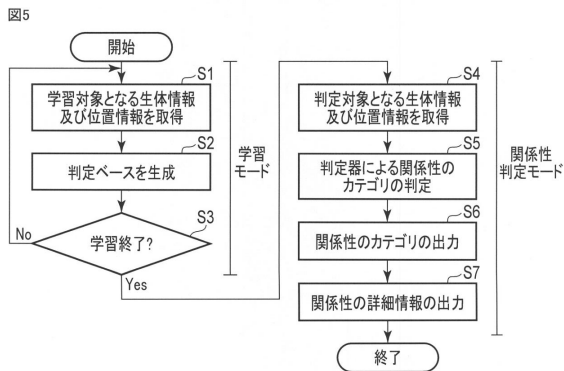 図5
開始
S1
学習対象となる生体情報
及び位置情報を取得
S2
判定ベースを生成
S3
学習終了?
No
Yes
学習
モード
S4
判定対象となる生体情報
及び位置情報を取得
S5
判定器による関係性の
カテゴリの判定
S6
関係性のカテゴリの出力
S7
関係性の詳細情報の出力
終了
関係性
判定モード